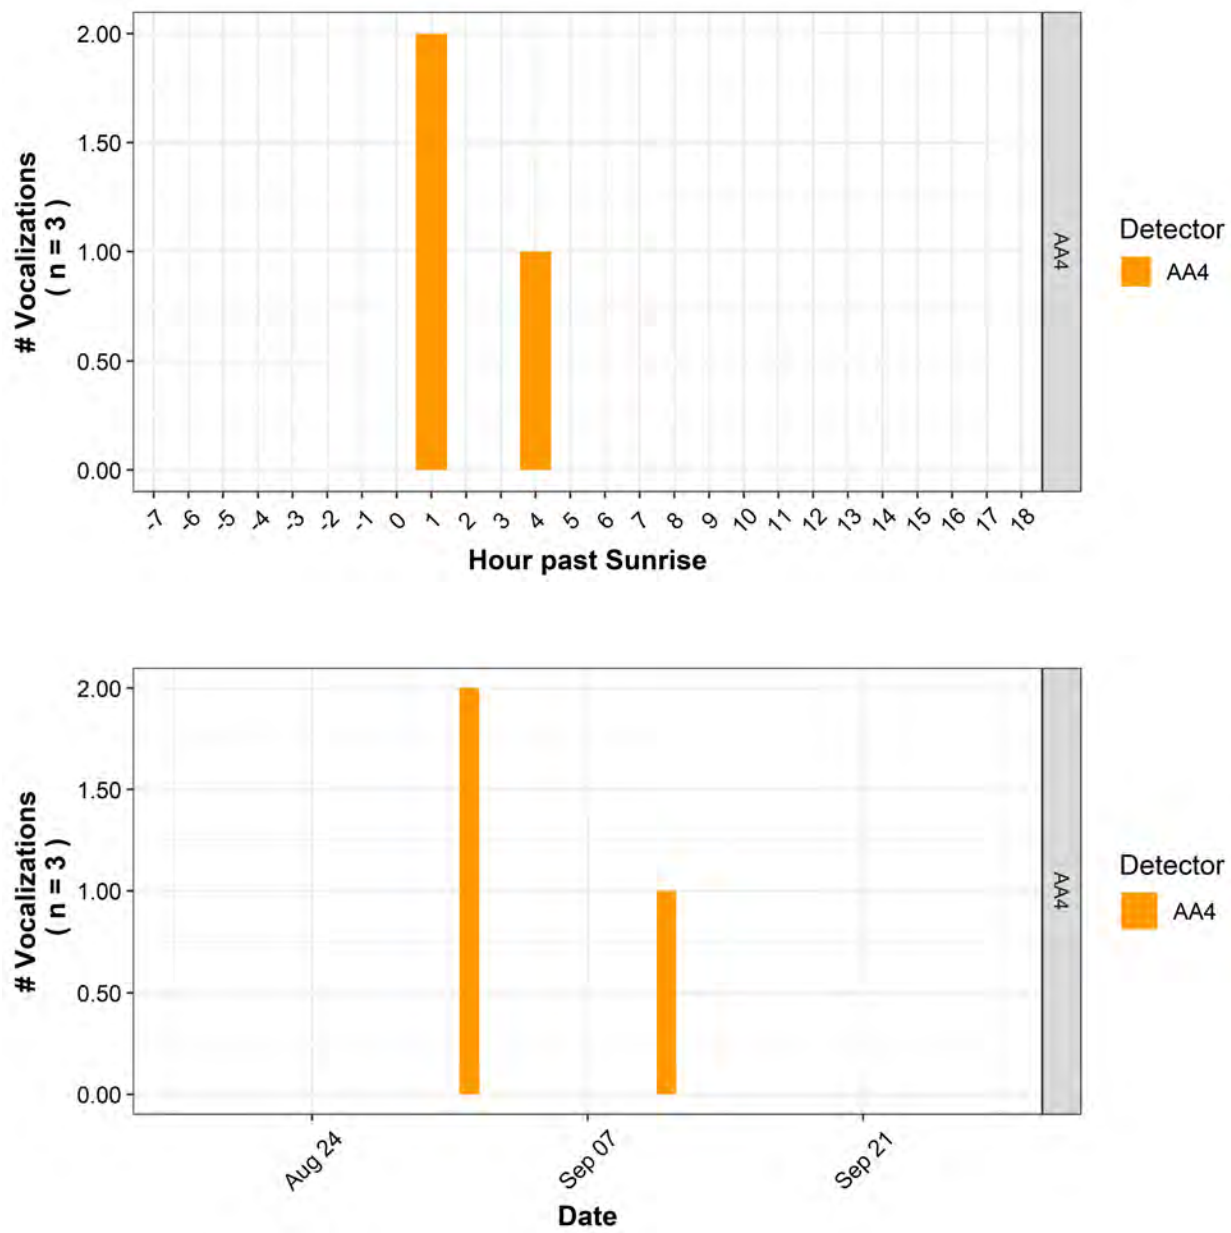 2.00
1.50
1.00
0.50
0.00
# Vocalizations
( n = 3 )
-7 -6 -5 -4 -3 -2 -1 0 1 2 3 4 5 6 7 8 9 10 11 12 13 14 15 16 17 18
Hour past Sunrise
AA4
Detector
AA4
2.00
1.50
1.00
0.50
0.00
# Vocalizations
( n = 3 )
Aug 24 Sep 07 Sep 21
Date
AA4
Detector
AA4